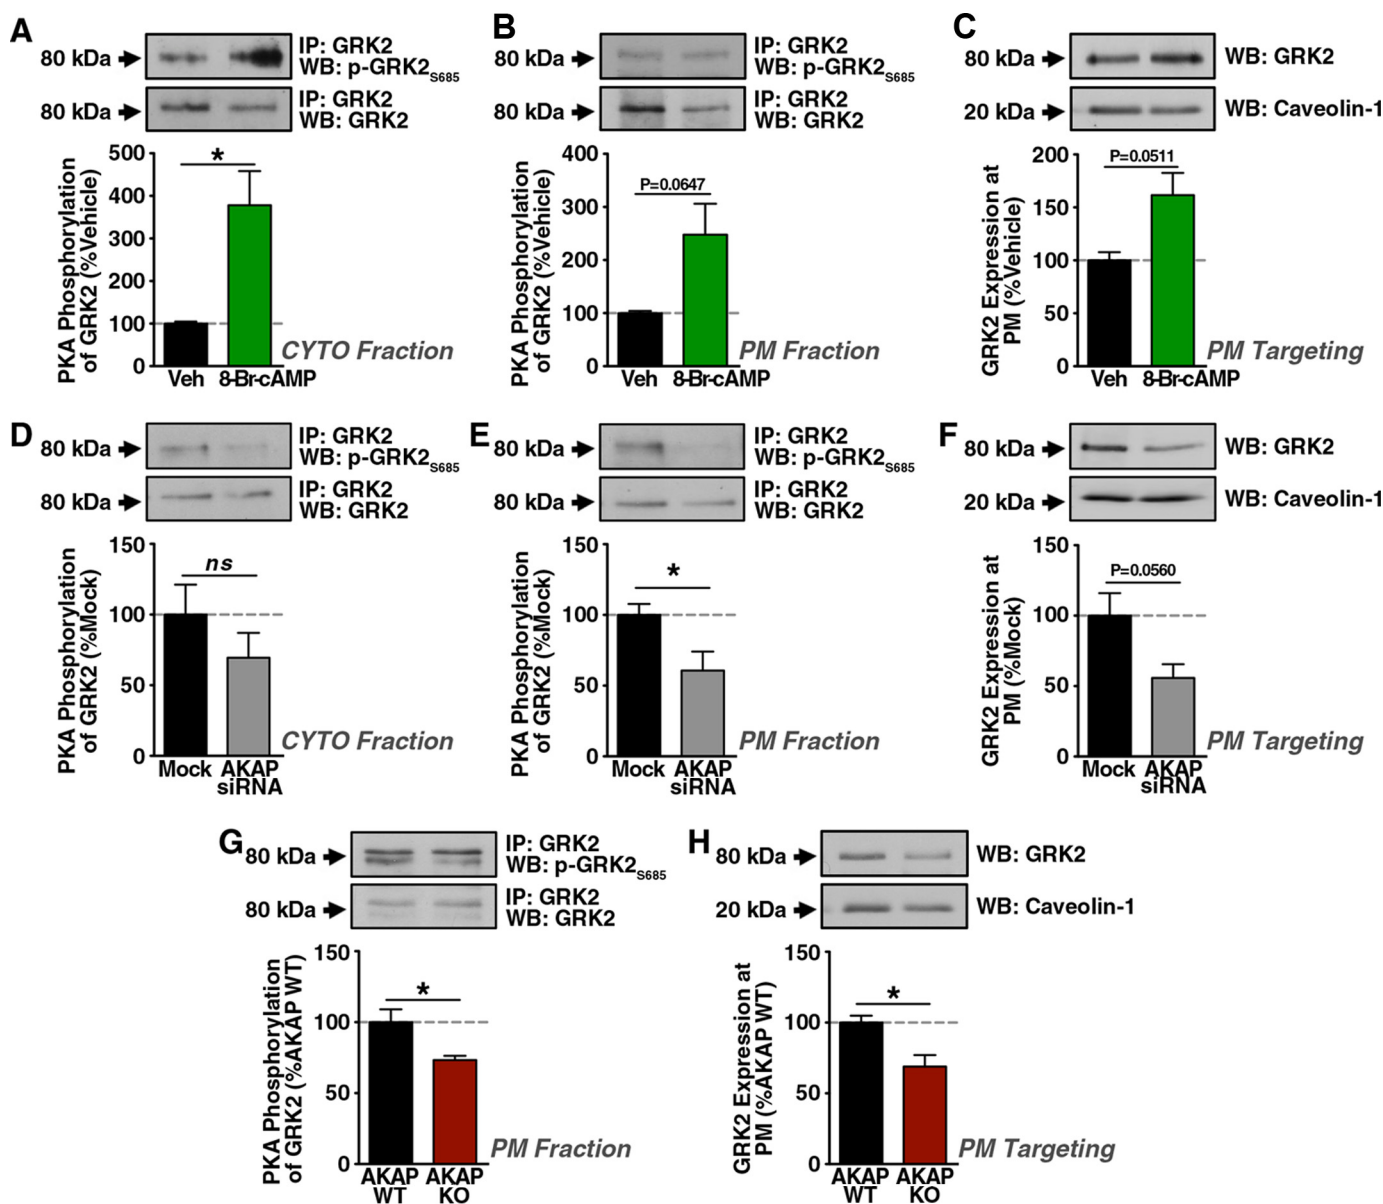 A
80 kDa
IP: GRK2
WB: p-GRK2S685
80 kDa
IP: GRK2
WB: GRK2
PKA Phosphorylation
of GRK2 (%Vehicle)
500
400
300
200
100
0
*
Veh
8-Br-cAMP
CYTO Fraction
B
80 kDa
IP: GRK2
WB: p-GRK2S685
80 kDa
IP: GRK2
WB: GRK2
PKA Phosphorylation
of GRK2 (%Vehicle)
400
300
200
100
0
P=0.0647
Veh
8-Br-cAMP
PM Fraction
C
80 kDa
WB: GRK2
20 kDa
WB: Caveolin-1
GRK2 Expression at
PM (%Vehicle)
200
150
100
50
0
P=0.0511
Veh
8-Br-cAMP
PM Targeting
D
80 kDa
IP: GRK2
WB: p-GRK2S685
80 kDa
IP: GRK2
WB: GRK2
PKA Phosphorylation
of GRK2 (%Mock)
150
100
50
0
ns
Mock
AKAP
siRNA
CYTO Fraction
E
80 kDa
IP: GRK2
WB: p-GRK2S685
80 kDa
IP: GRK2
WB: GRK2
PKA Phosphorylation
of GRK2 (%Mock)
150
100
50
0
*
Mock
AKAP
siRNA
PM Fraction
F
80 kDa
WB: GRK2
20 kDa
WB: Caveolin-1
GRK2 Expression at
PM (%Mock)
150
100
50
0
P=0.0560
Mock
AKAP
siRNA
PM Targeting
G
80 kDa
IP: GRK2
WB: p-GRK2S685
80 kDa
IP: GRK2
WB: GRK2
PKA Phosphorylation
of GRK2 (%AKAP WT)
150
100
50
0
*
AKAP
WT
AKAP
KO
PM Fraction
H
80 kDa
WB: GRK2
20 kDa
WB: Caveolin-1
GRK2 Expression at
PM (%AKAP WT)
150
100
50
0
*
AKAP
WT
AKAP
KO
PM Targeting